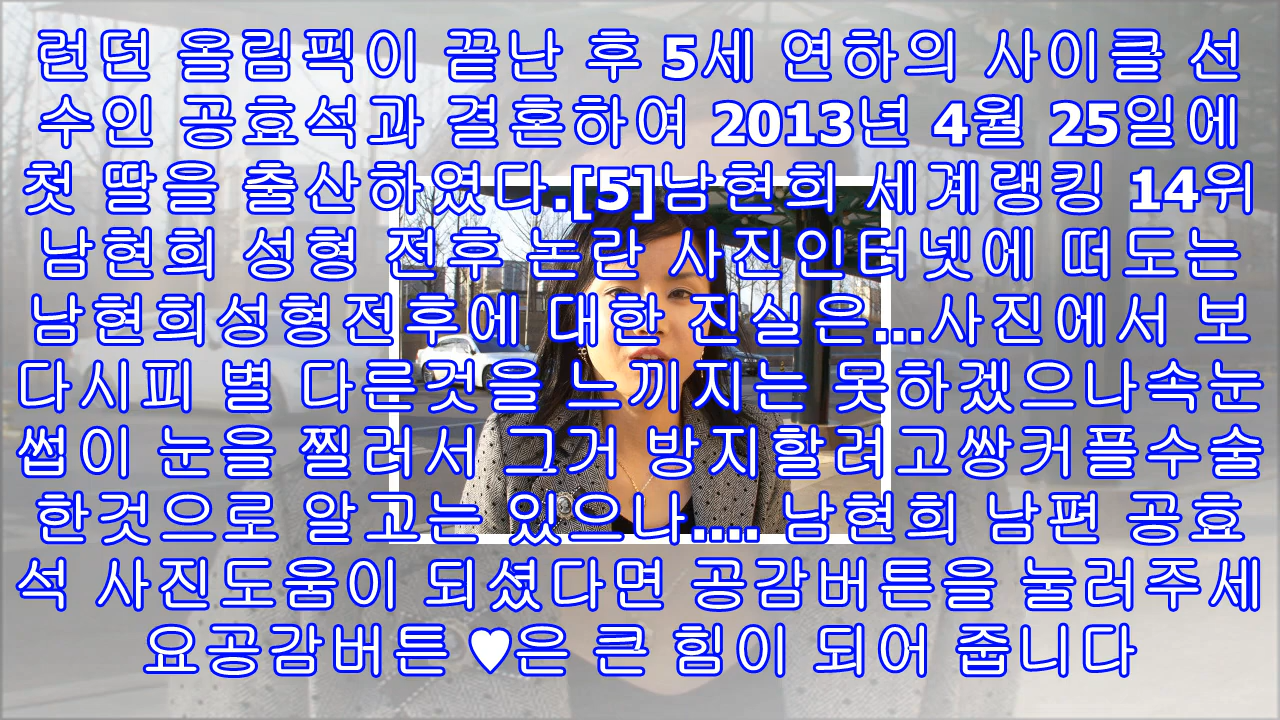 런던 올림픽이 끝난 후 5세 연하의 사이클 선
수인 공효석과 결혼하여 2013년 4월 25일에
첫 딸을 출산하였다.[5]남현희 세계랭킹 14위
남현희 성형 전후 논란 사진인터넷에 떠도는
남현희성형전후에 대한 진실은...사진에서 보
다시피 별 다른것을 느끼지는 못하겠으나속눈
썹이 눈을 찔러서 그거 방지할려고쌍커플수술
한것으로 알고는 있으나.... 남현희 남편 공효
석 사진도움이 되셨다면 공감버튼을 눌러주세
요공감버튼 ♥은 큰 힘이 되어 줍니다